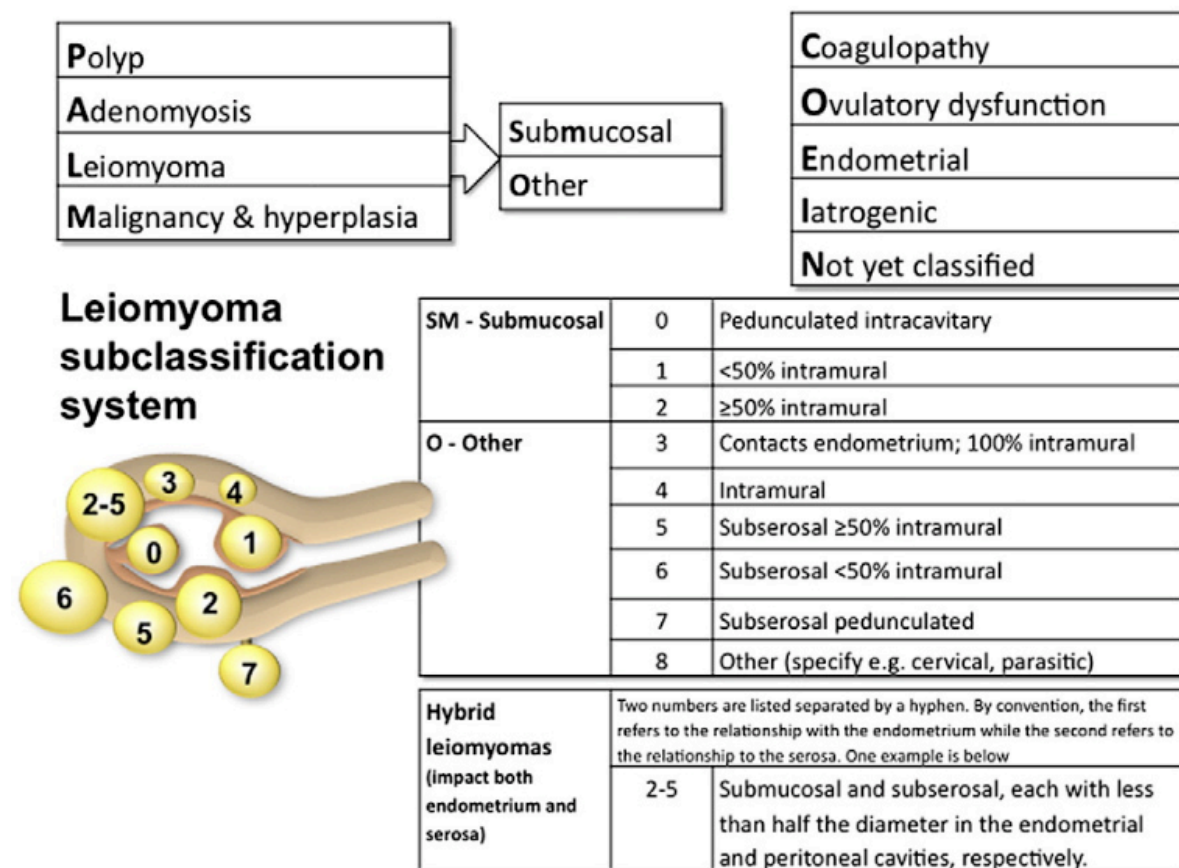 Polyp
Adenomyosis
Leiomyoma
Malignancy & hyperplasia
Submucosal
Other
Coagulopathy
Ovulatory dysfunction
Endometrial
Iatrogenic
Not yet classified
Leiomyoma
subclassification
system
SM - Submucosal
0
Pedunculated intracavitary
1
<50% intramural
2
≥50% intramural
O - Other
3
Contacts endometrium; 100% intramural
4
Intramural
5
Subserosal ≥50% intramural
6
Subserosal <50% intramural
7
Subserosal pedunculated
8
Other (specify e.g. cervical, parasitic)
2-5
3
4
0
1
6
2
5
7
Hybrid
leiomyomas
(impact both
endometrium and
serosa)
Two numbers are listed separated by a hyphen. By convention, the first
refers to the relationship with the endometrium while the second refers to
the relationship to the serosa. One example is below
2-5
Submucosal and subserosal, each with less
than half the diameter in the endometrial
and peritoneal cavities, respectively.